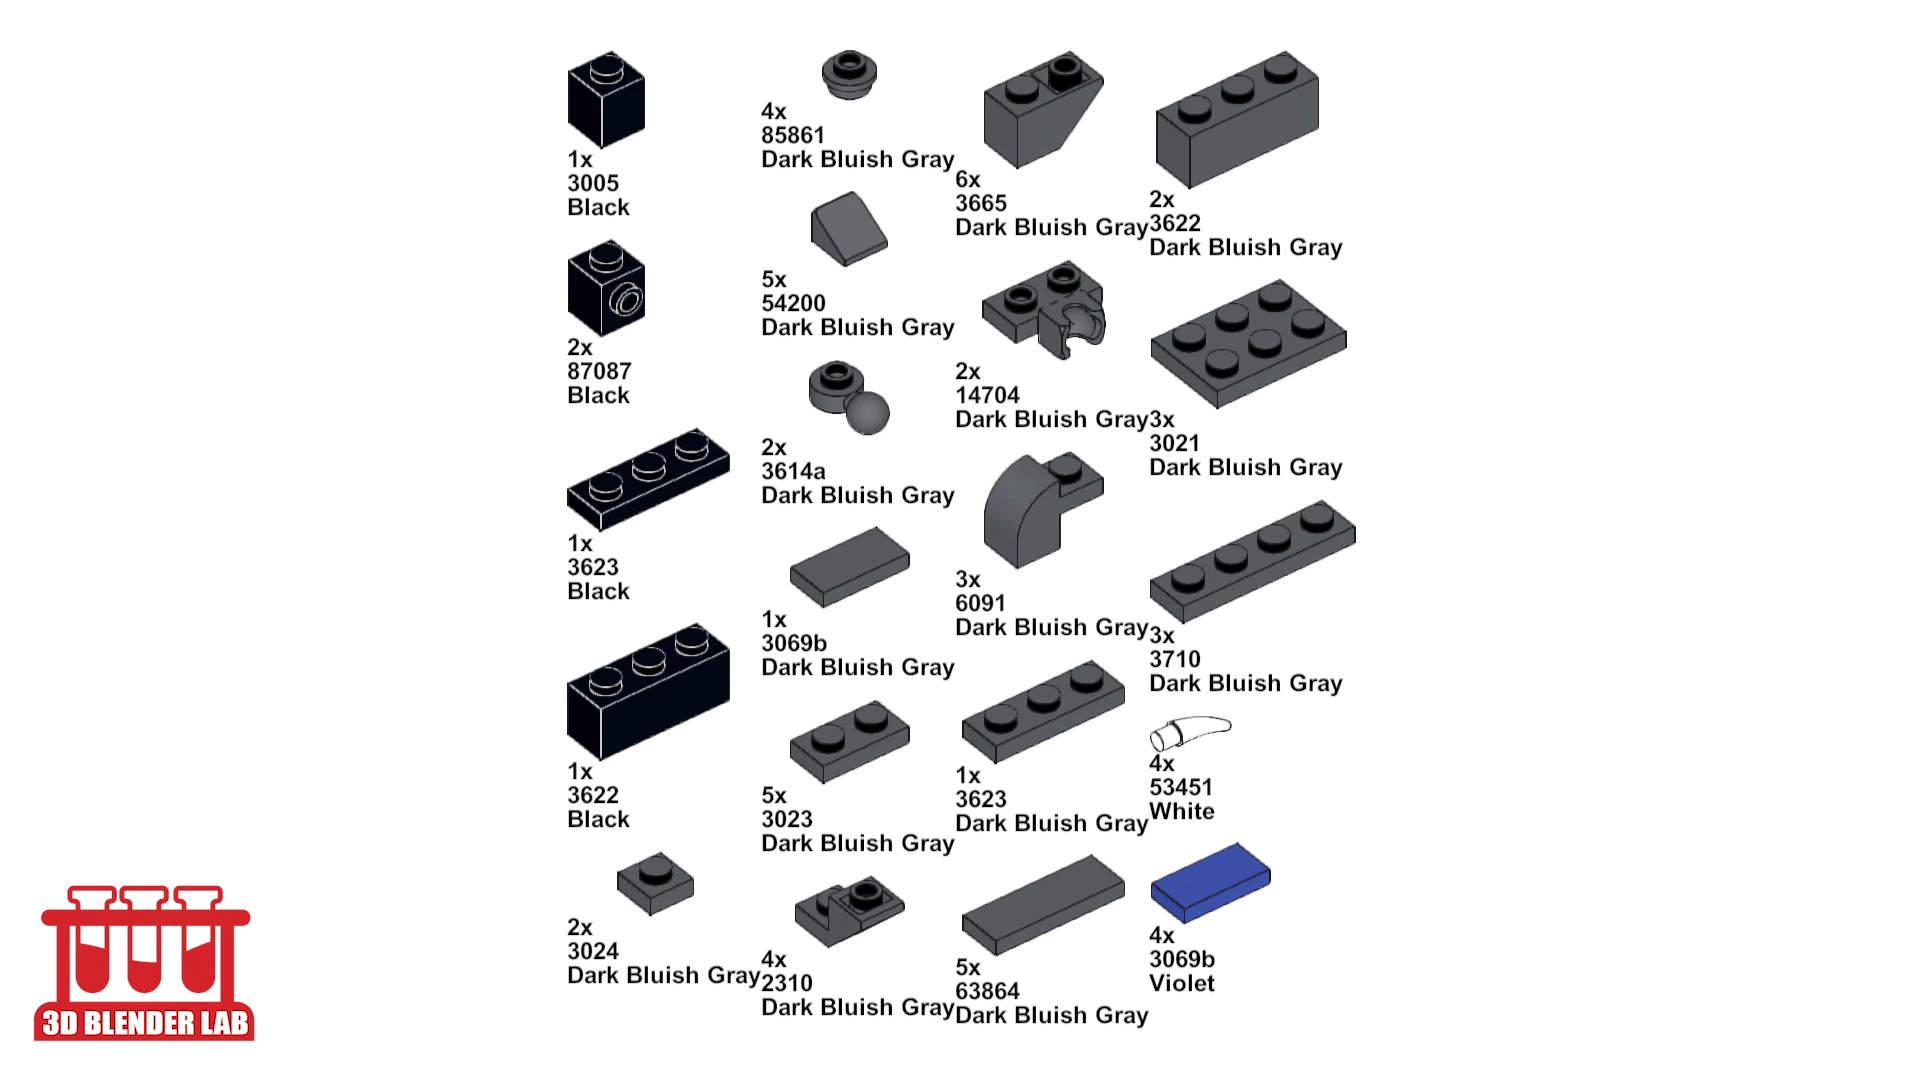 1x
3005
Black
2x
87087
Black
1x
3623
Black
1x
3622
Black
2x
3024
Dark Bluish Gray
4x
85861
Dark Bluish Gray
5x
54200
Dark Bluish Gray
2x
3614a
Dark Bluish Gray
1x
3069b
Dark Bluish Gray
5x
3023
Dark Bluish Gray
4x
2310
Dark Bluish Gray
6x
3665
Dark Bluish Gray
2x
14704
Dark Bluish Gray
3x
6091
Dark Bluish Gray
1x
3623
Dark Bluish Gray
5x
63864
Dark Bluish Gray
2x
3622
Dark Bluish Gray
3x
3021
Dark Bluish Gray
3x
3710
Dark Bluish Gray
4x
53451
White
4x
3069b
Violet
3D BLENDER LAB